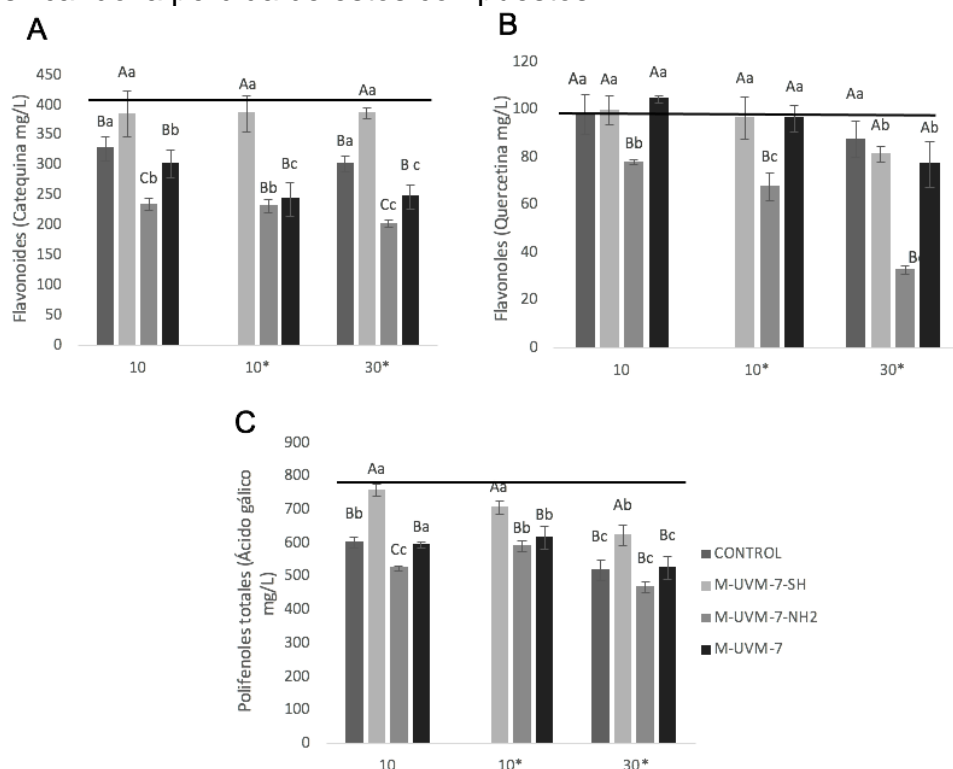 A
B
Flavonoides (Catequina mg/L)
450
400
350
300
250
200
150
100
50
0
Ba
Aa
Cb
Bb
Aa
Bb
Bc
Ba
Aa
Cc
B c
10
10*
30*
Flavonoles (Quercetina mg/L)
120
100
80
60
40
20
0
Aa
Aa
Bb
Aa
Aa
Bc
Aa
Aa
Ab
Ab
10
10*
30*
C
Polifenoles totales (Ácido gálico
mg/L)
900
800
700
600
500
400
300
200
100
0
Bb
Aa
Cc
Ba
Aa
Bb
Bb
Bc
Ab
Bc
Bc
10
10*
30*
CONTROL
M-UVM-7-SH
M-UVM-7-NH2
M-UVM-7